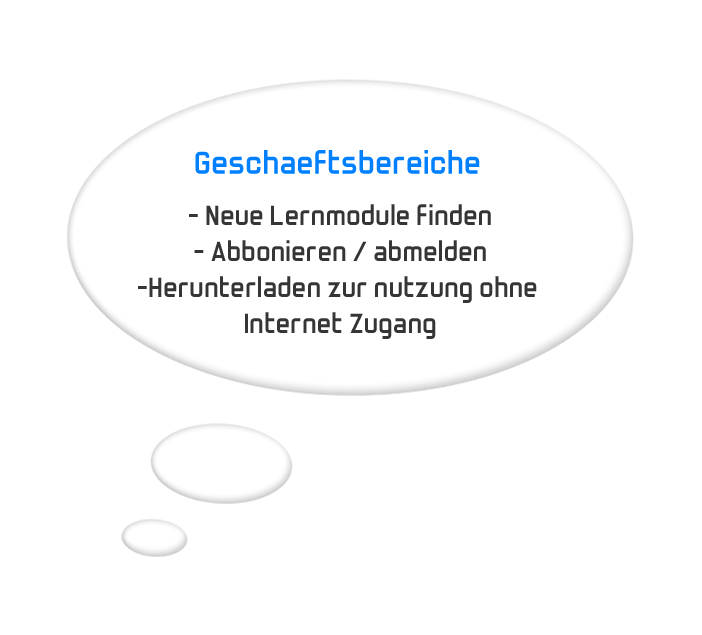 Geschaeftsbereiche
- Neue Lernmodule finden
- Abbonieren / abmelden
-Herunterladen zur nutzung ohne
Internet Zugang